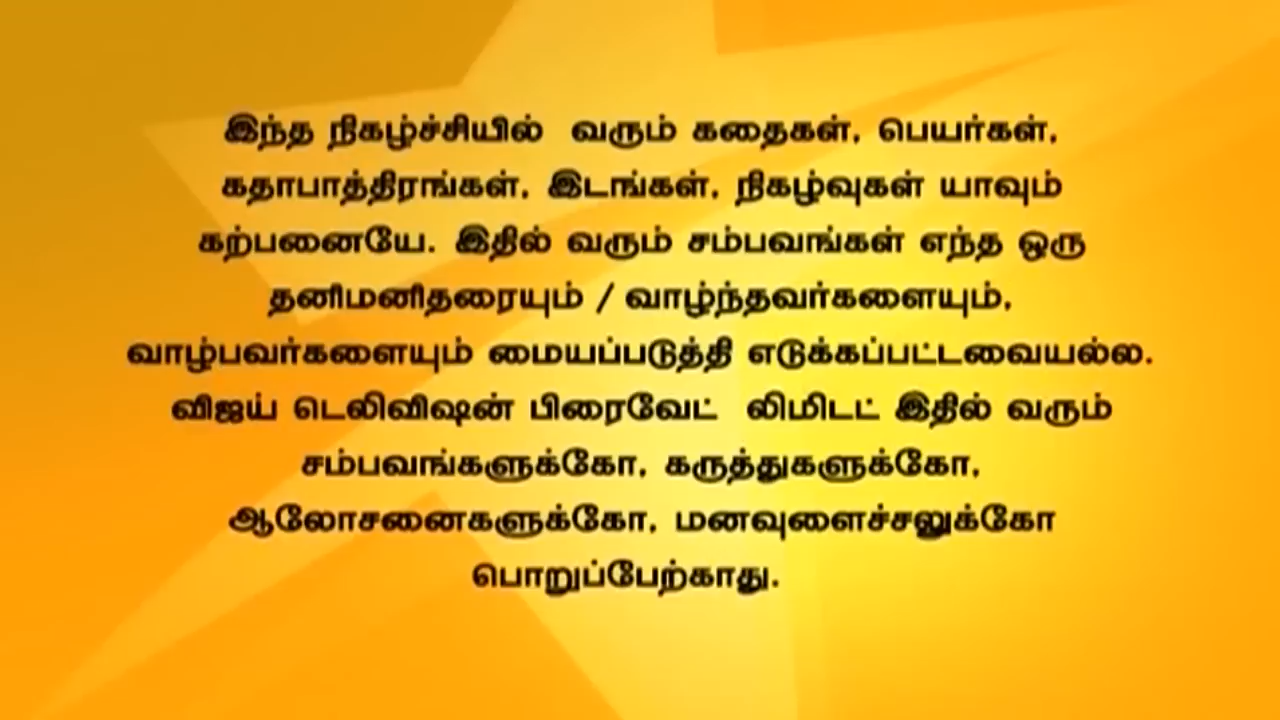 இந்த நிகழ்ச்சியில் வரும் கதைகள், பெயர்கள்,
கதாபாத்திரங்கள், இடங்கள், நிகழ்வுகள் யாவும்
கற்பனையே. இதில் வரும் சம்பவங்கள் எந்த ஒரு
தனிமனிதரையும் / வாழ்ந்தவர்களையும்,
வாழ்பவர்களையும் மையப்படுத்தி எடுக்கப்பட்டவையல்ல.
விஜய் டெலிவிஷன் பிரைவேட் லிமிடட் இதில் வரும்
சம்பவங்களுக்கோ, கருத்துகளுக்கோ,
ஆலோசனைகளுக்கோ, மனவுளைச்சலுக்கோ
பொறுப்பேற்காது.